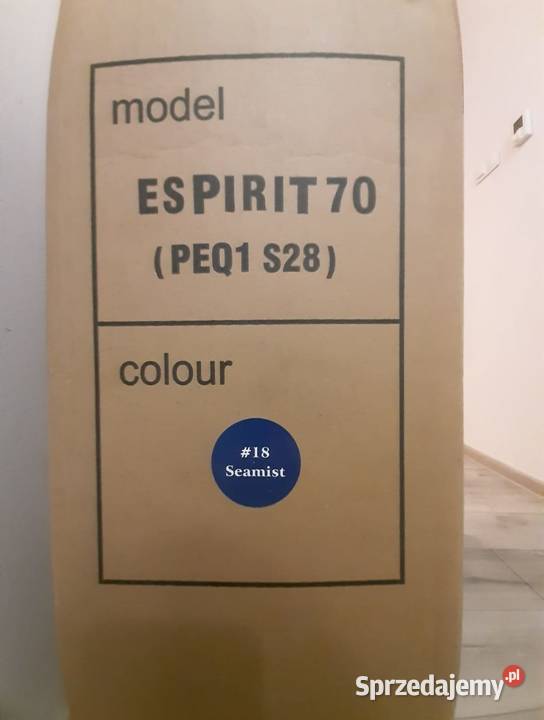 model
ESPIRIT 70
(PEQ1 S28)
colour
#18
Seamist
Sprzedajemy.pl